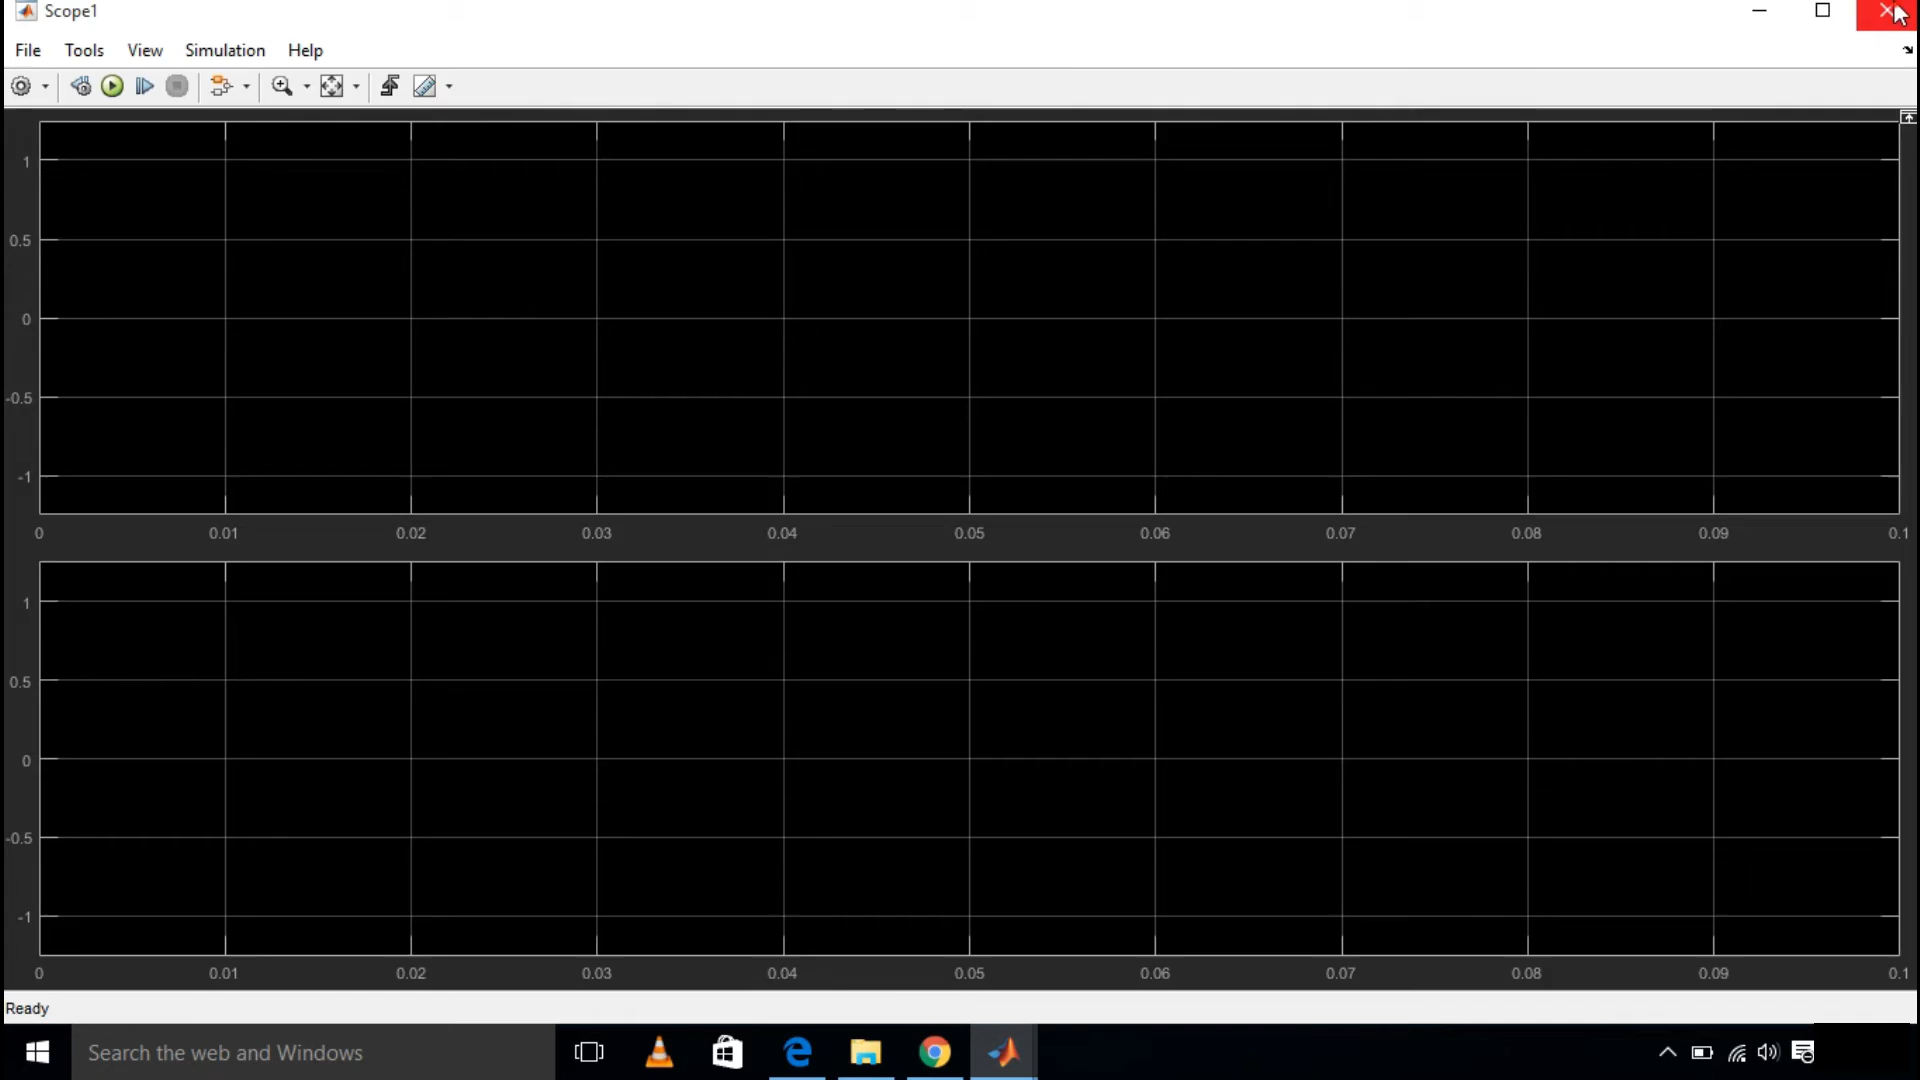 Scope1
File Tools View Simulation Help
1
0.5
0
-0.5
-1
0 0.01 0.02 0.03 0.04 0.05 0.06 0.07 0.08 0.09 0.1
1
0.5
0
-0.5
-1
0 0.01 0.02 0.03 0.04 0.05 0.06 0.07 0.08 0.09 0.1
Ready
Search the web and Windows